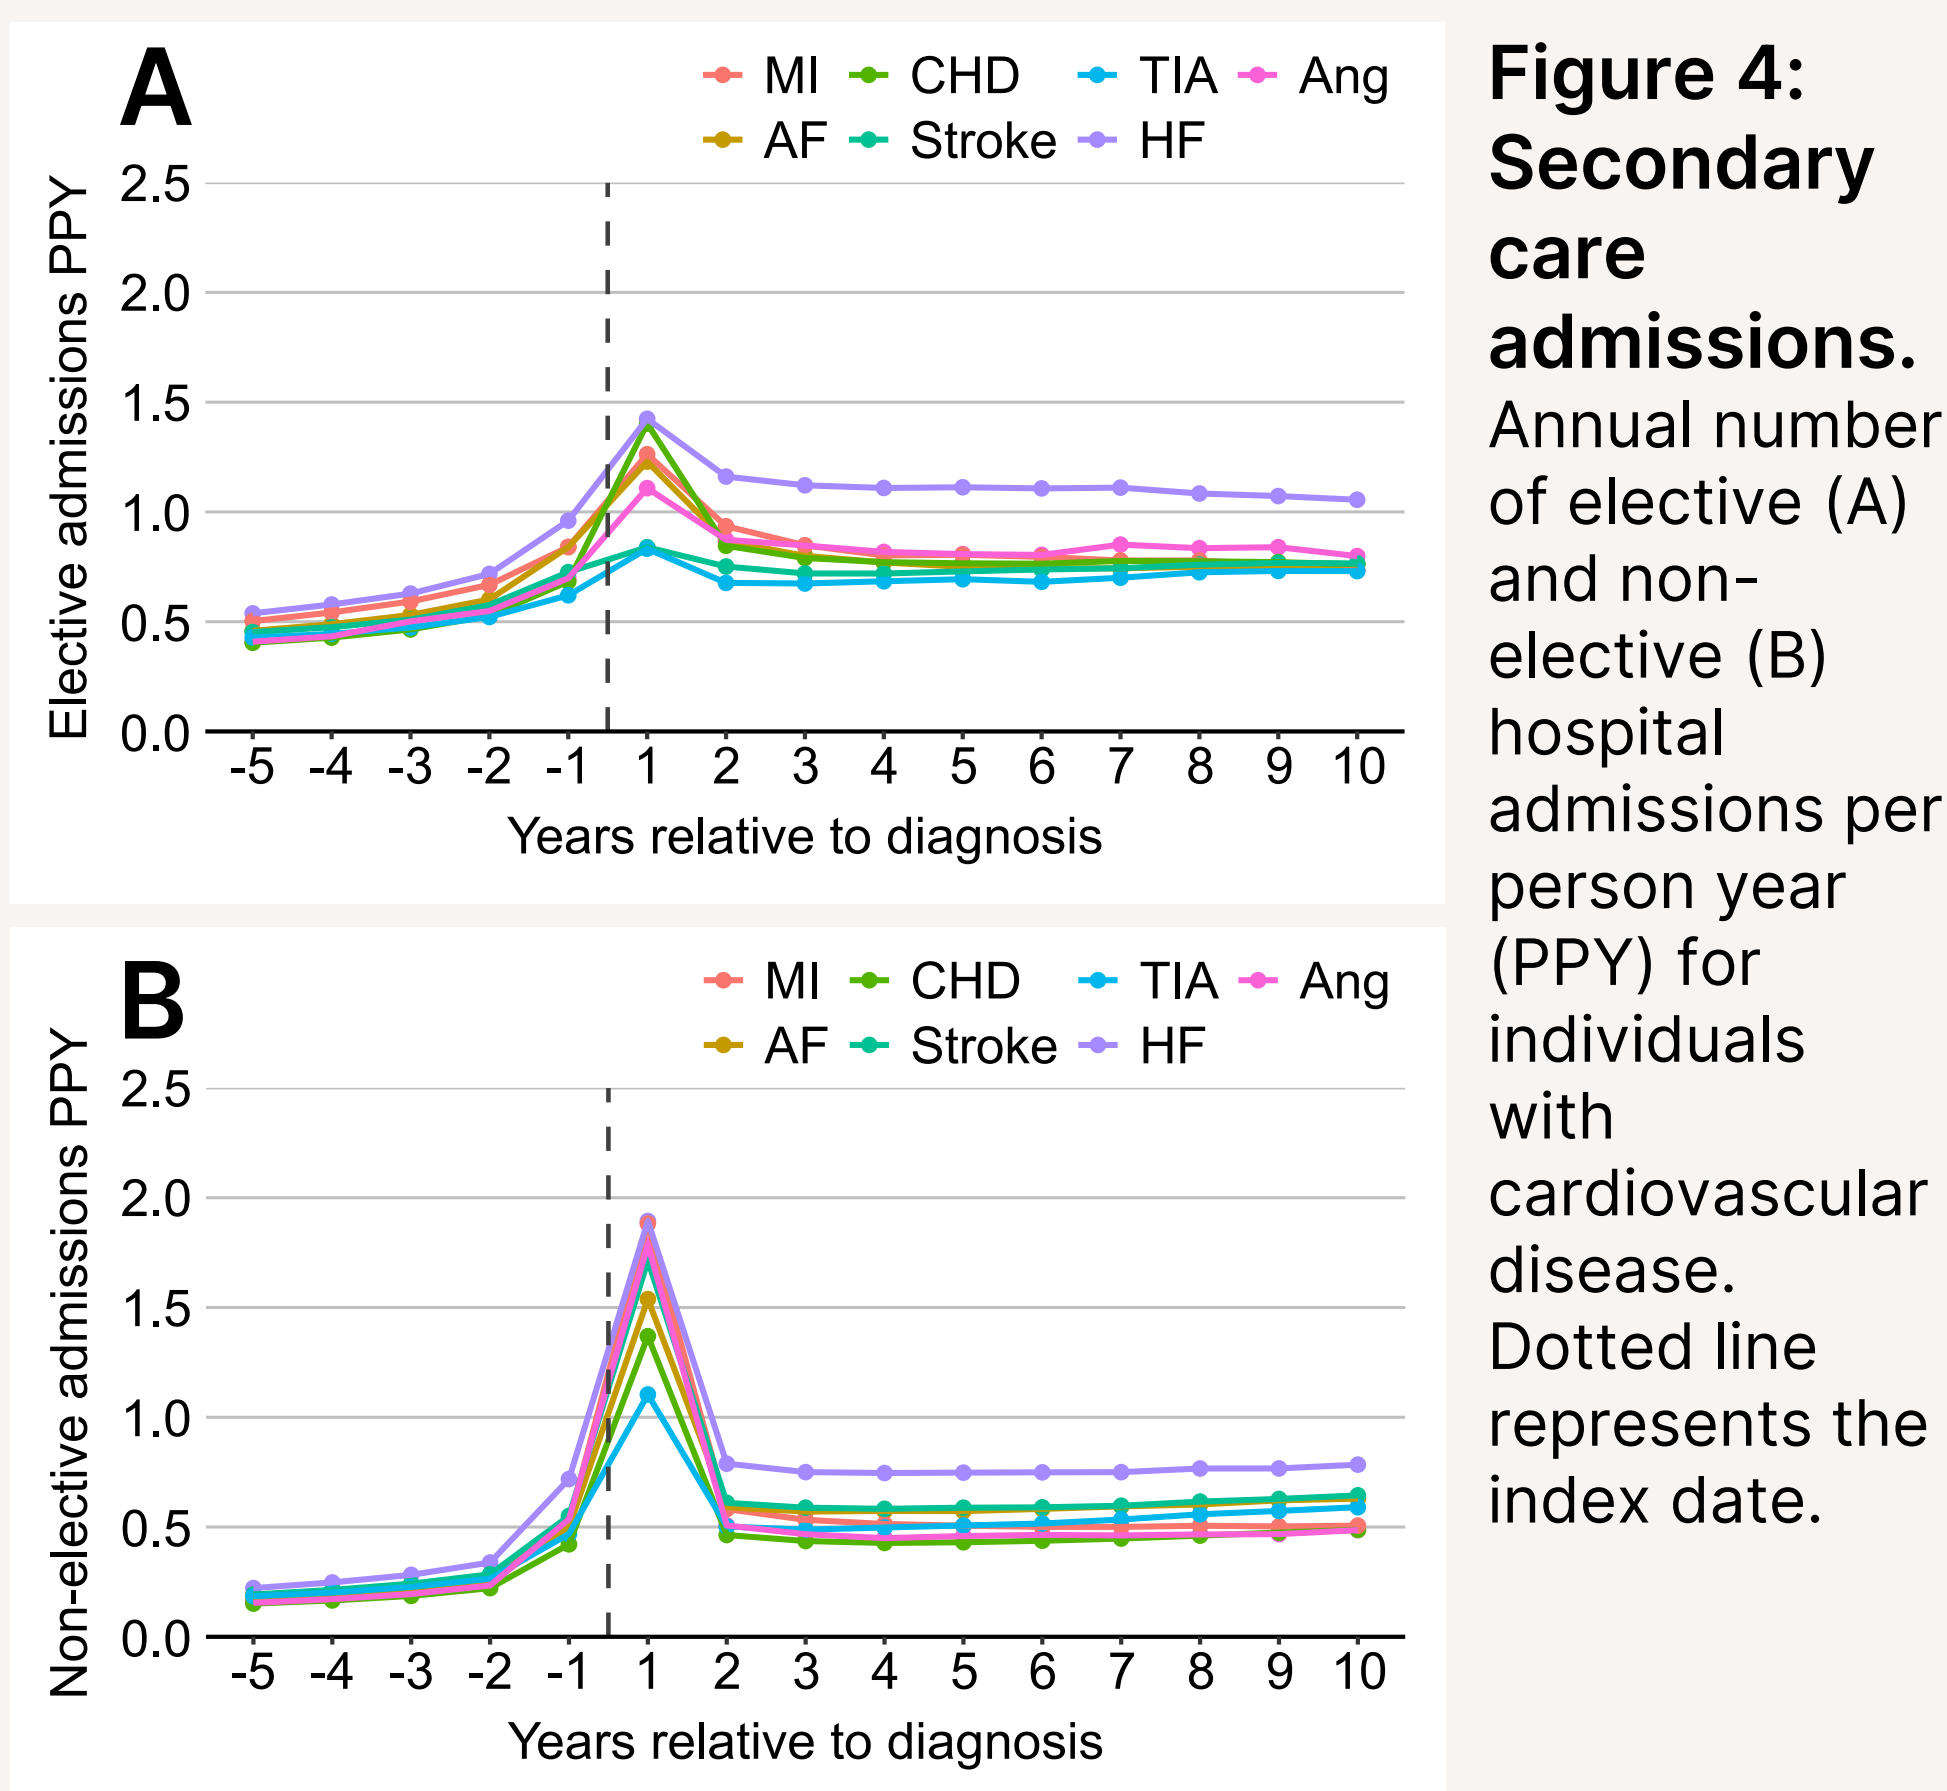 A
MI CHD TIA Ang
AF Stroke HF
Elective admissions PPY
2.5
2.0
1.5
1.0
0.5
0.0
-5 -4 -3 -2 -1 1 2 3 4 5 6 7 8 9 10
Years relative to diagnosis
B
MI CHD TIA Ang
AF Stroke HF
Non-elective admissions PPY
2.5
2.0
1.5
1.0
0.5
0.0
-5 -4 -3 -2 -1 1 2 3 4 5 6 7 8 9 10
Years relative to diagnosis
Figure 4:
Secondary
care
admissions.
Annual number
of elective (A)
and non-
elective (B)
hospital
admissions per
person year
(PPY) for
individuals
with
cardiovascular
disease.
Dotted line
represents the
index date.